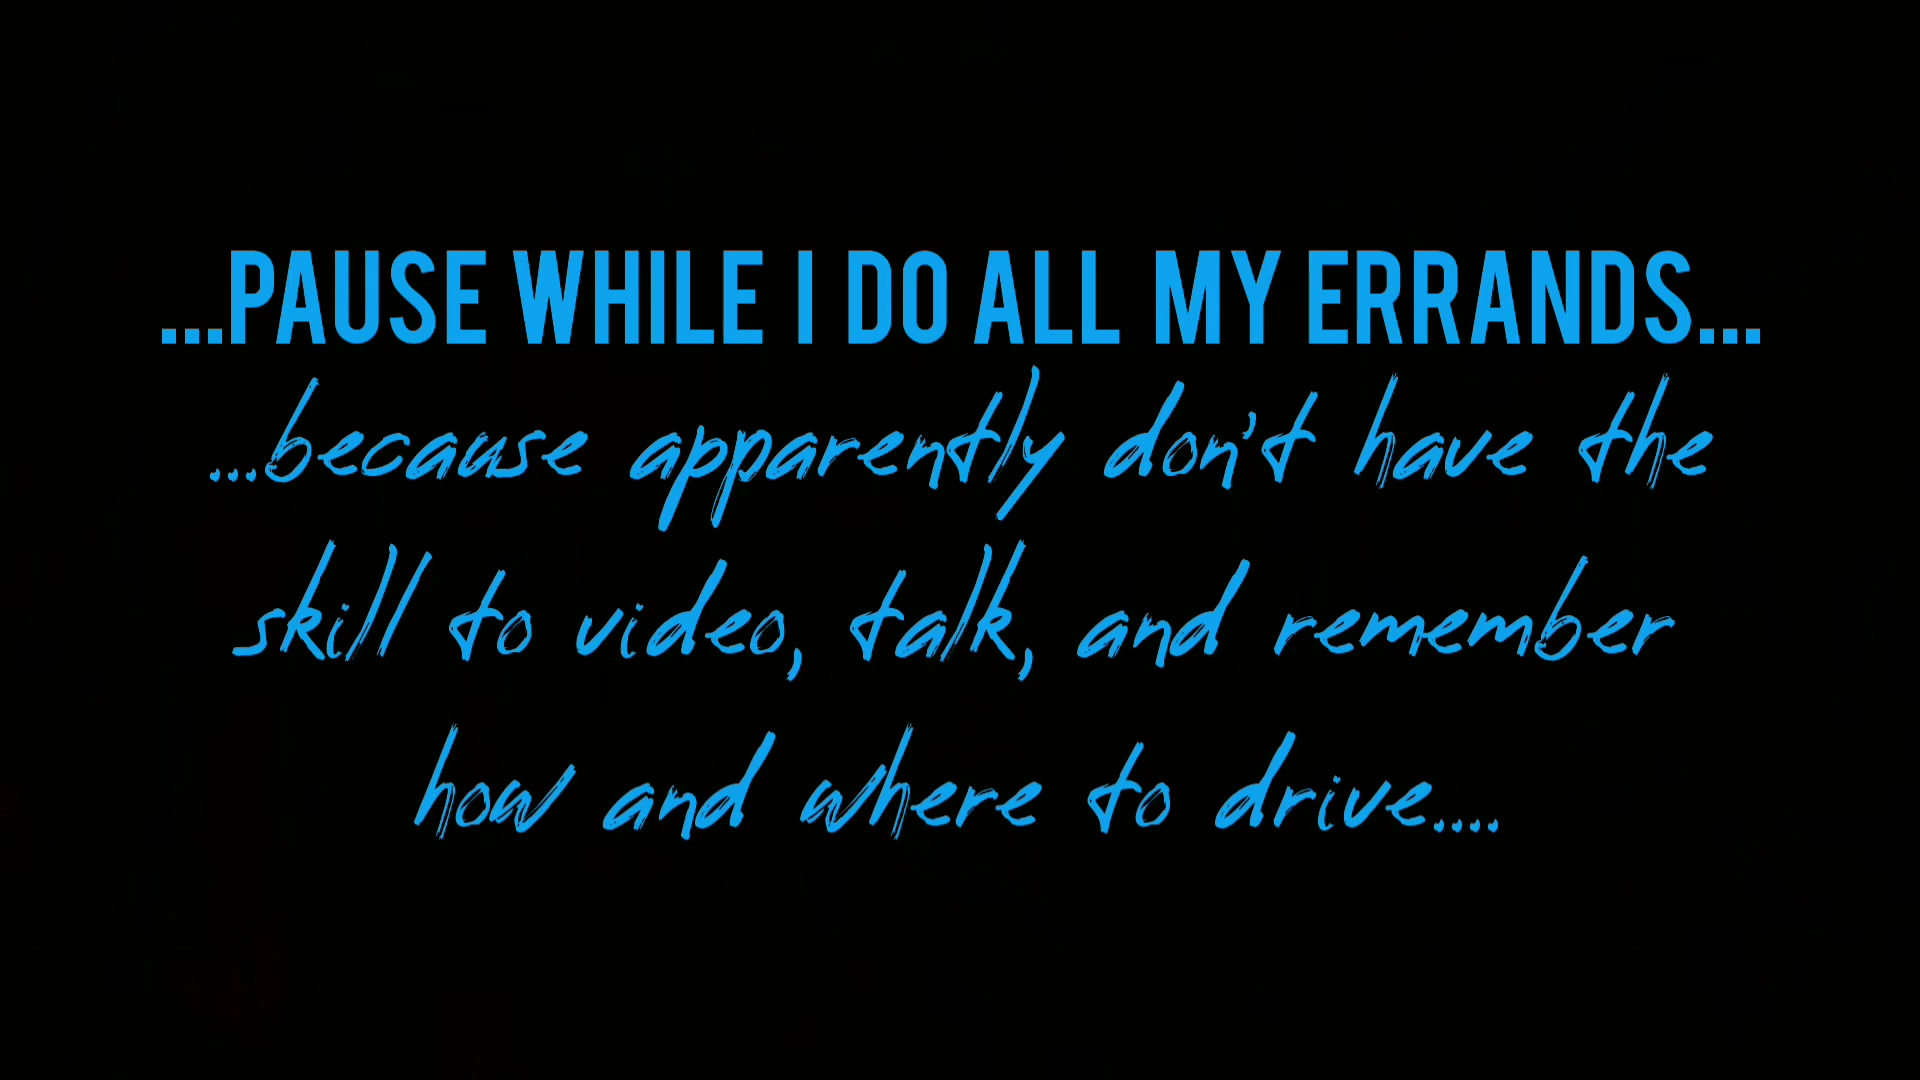 ...PAUSE WHILE I DO ALL MY ERRANDS...
...because apparently don't have the
skill to video, talk, and remember
how and where to drive....